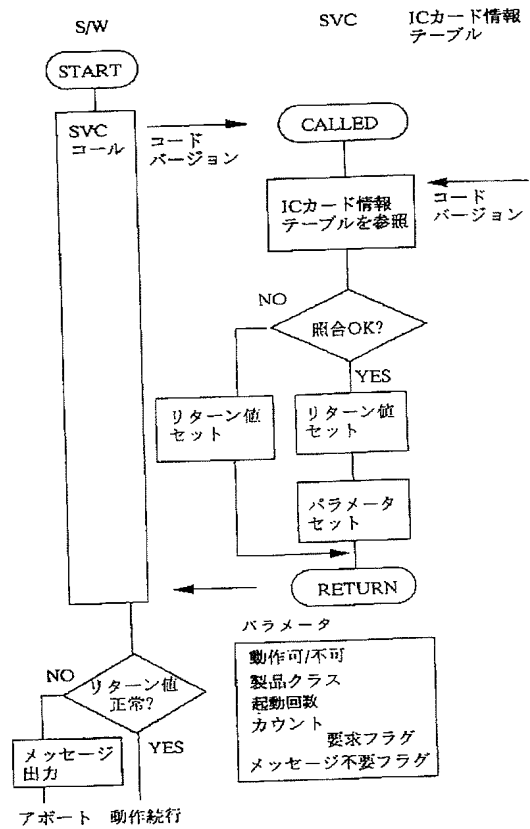 S/W
SVC
ICカード情報
テーブル
START
SVC
コール
コード
バージョン
CALLED
ICカード情報
テーブルを参照
コード
バージョン
NO
照合OK?
YES
リターン値
セット
リターン値
セット
パラメータ
セット
RETURN
パラメータ
動作可/不可
製品クラス
起動回数
カウント
要求フラグ
メッセージ不要フラグ
NO
リターン値
正常?
YES
メッセージ
出力
アボート
動作続行